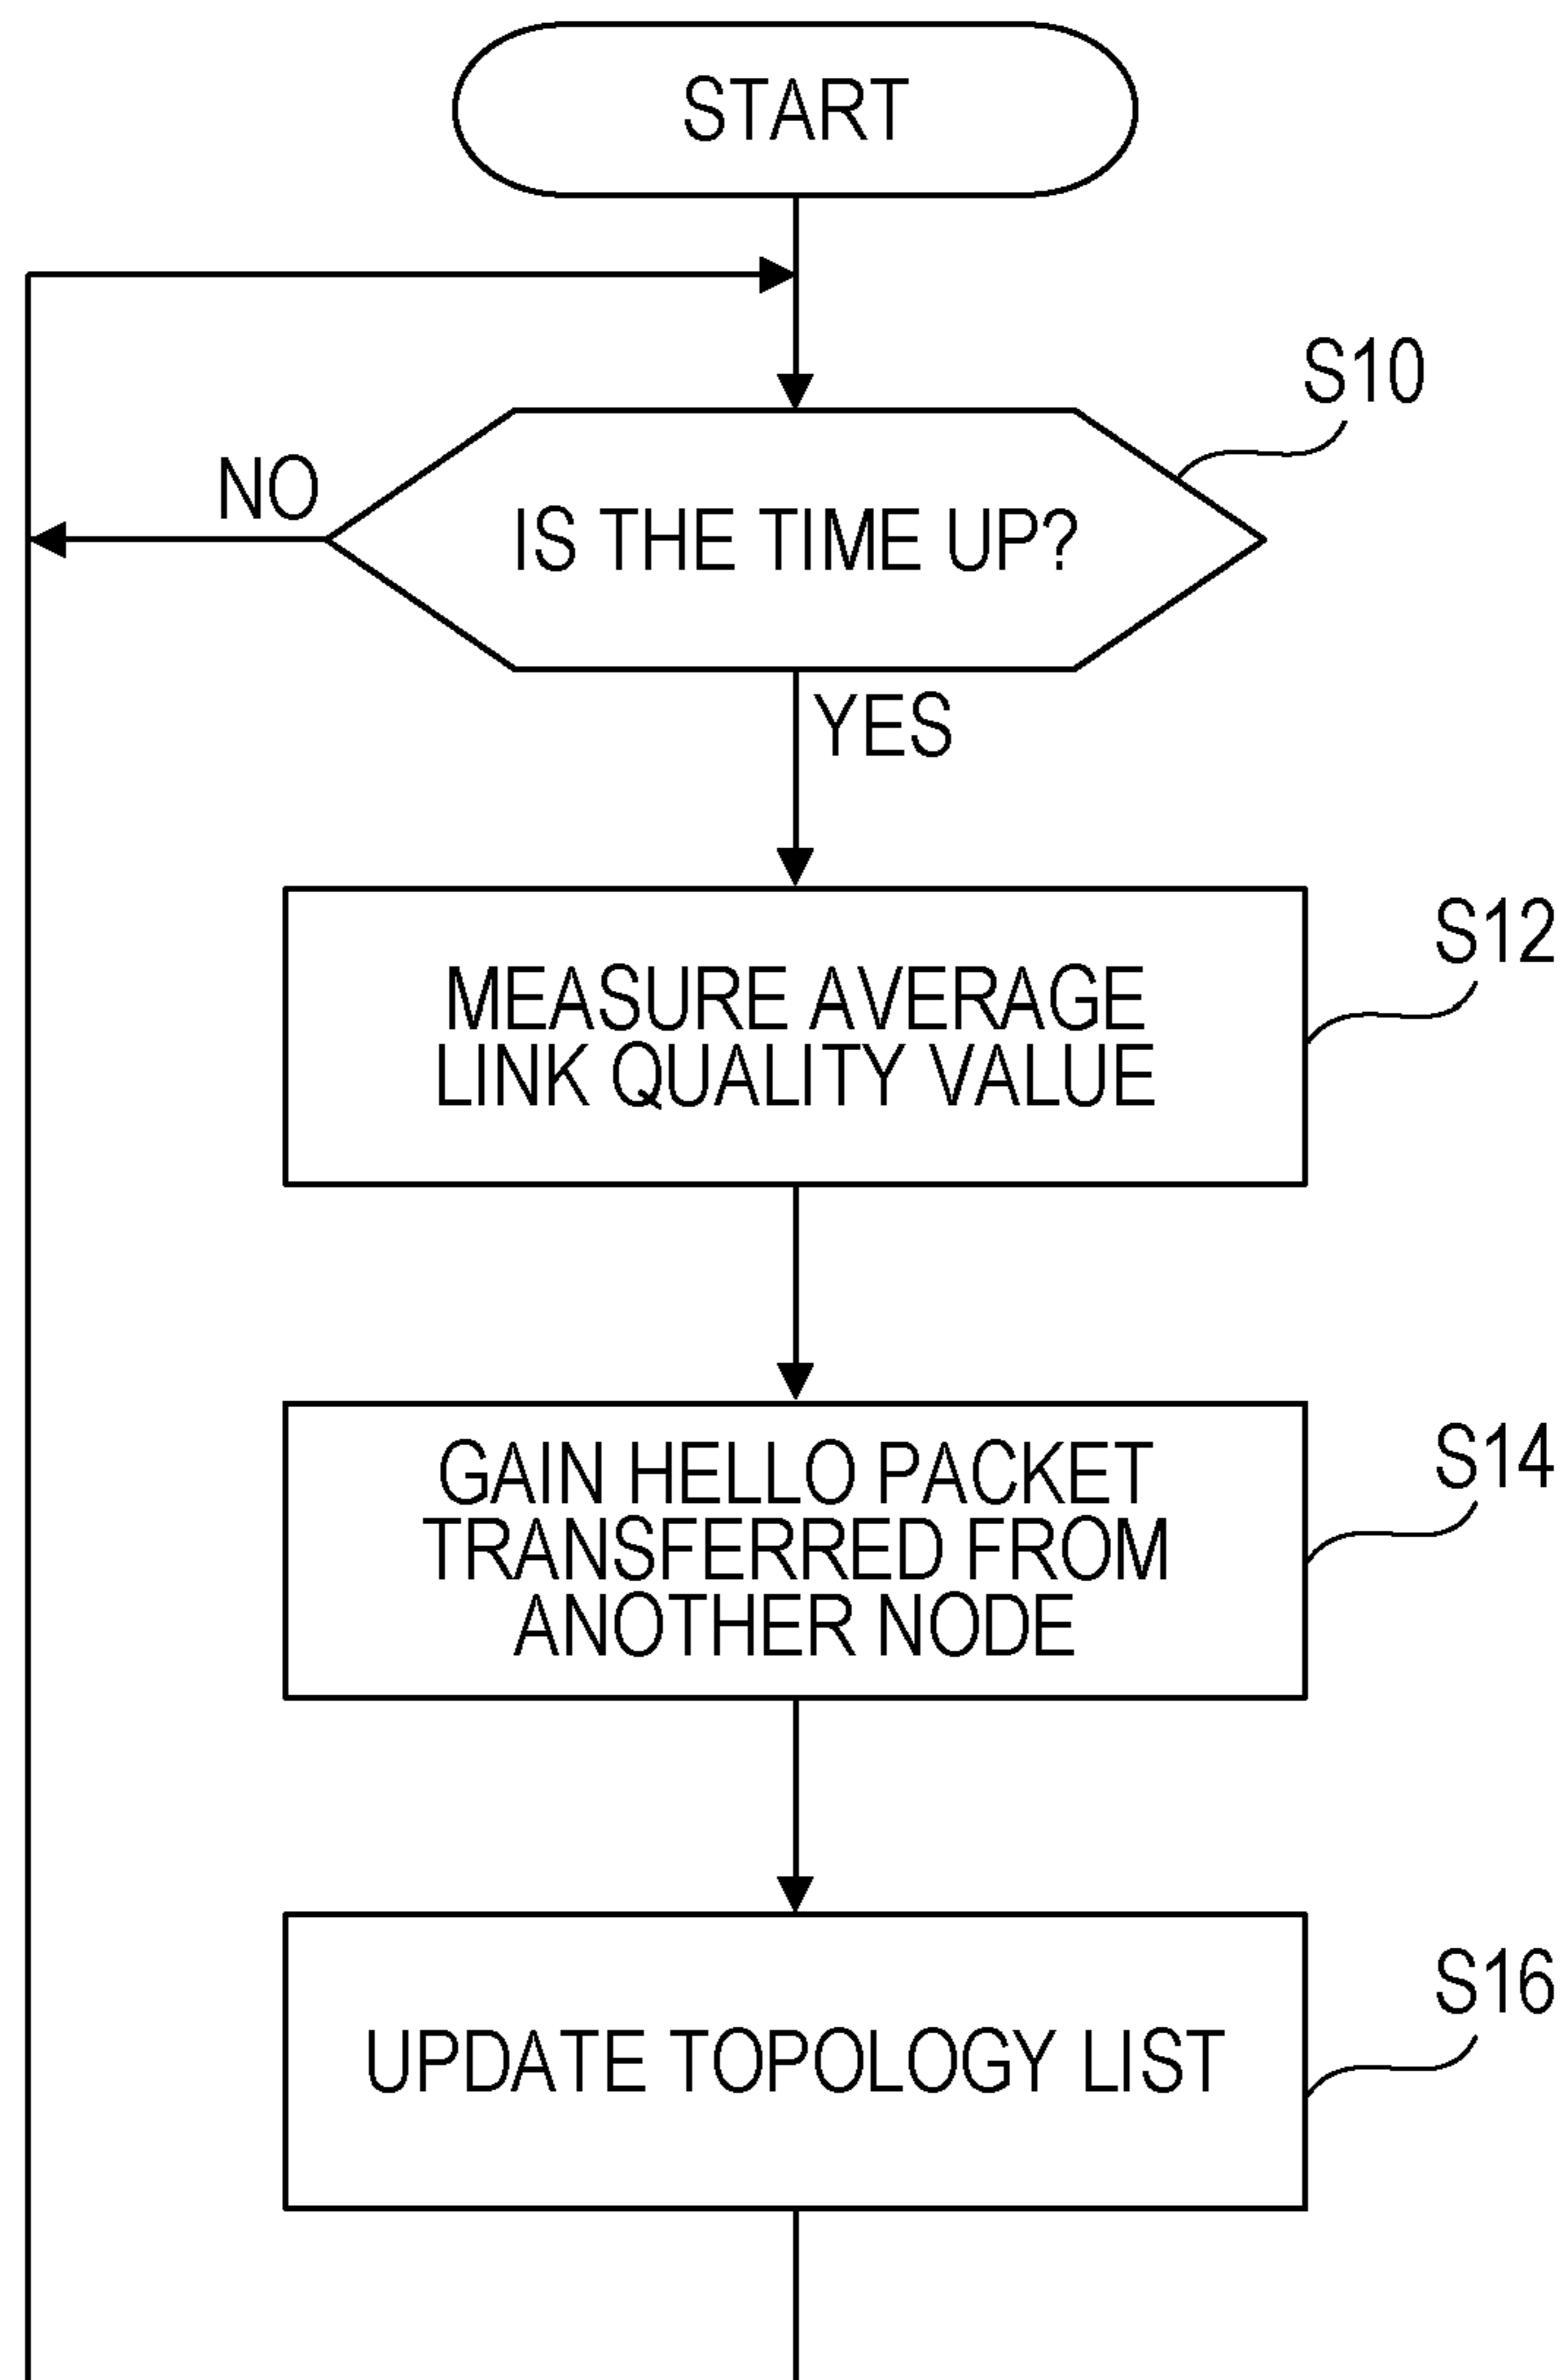 START
S10
NO
IS THE TIME UP?
YES
S12
MEASURE AVERAGE
LINK QUALITY VALUE
S14
GAIN HELLO PACKET
TRANSFERRED FROM
ANOTHER NODE
S16
UPDATE TOPOLOGY LIST